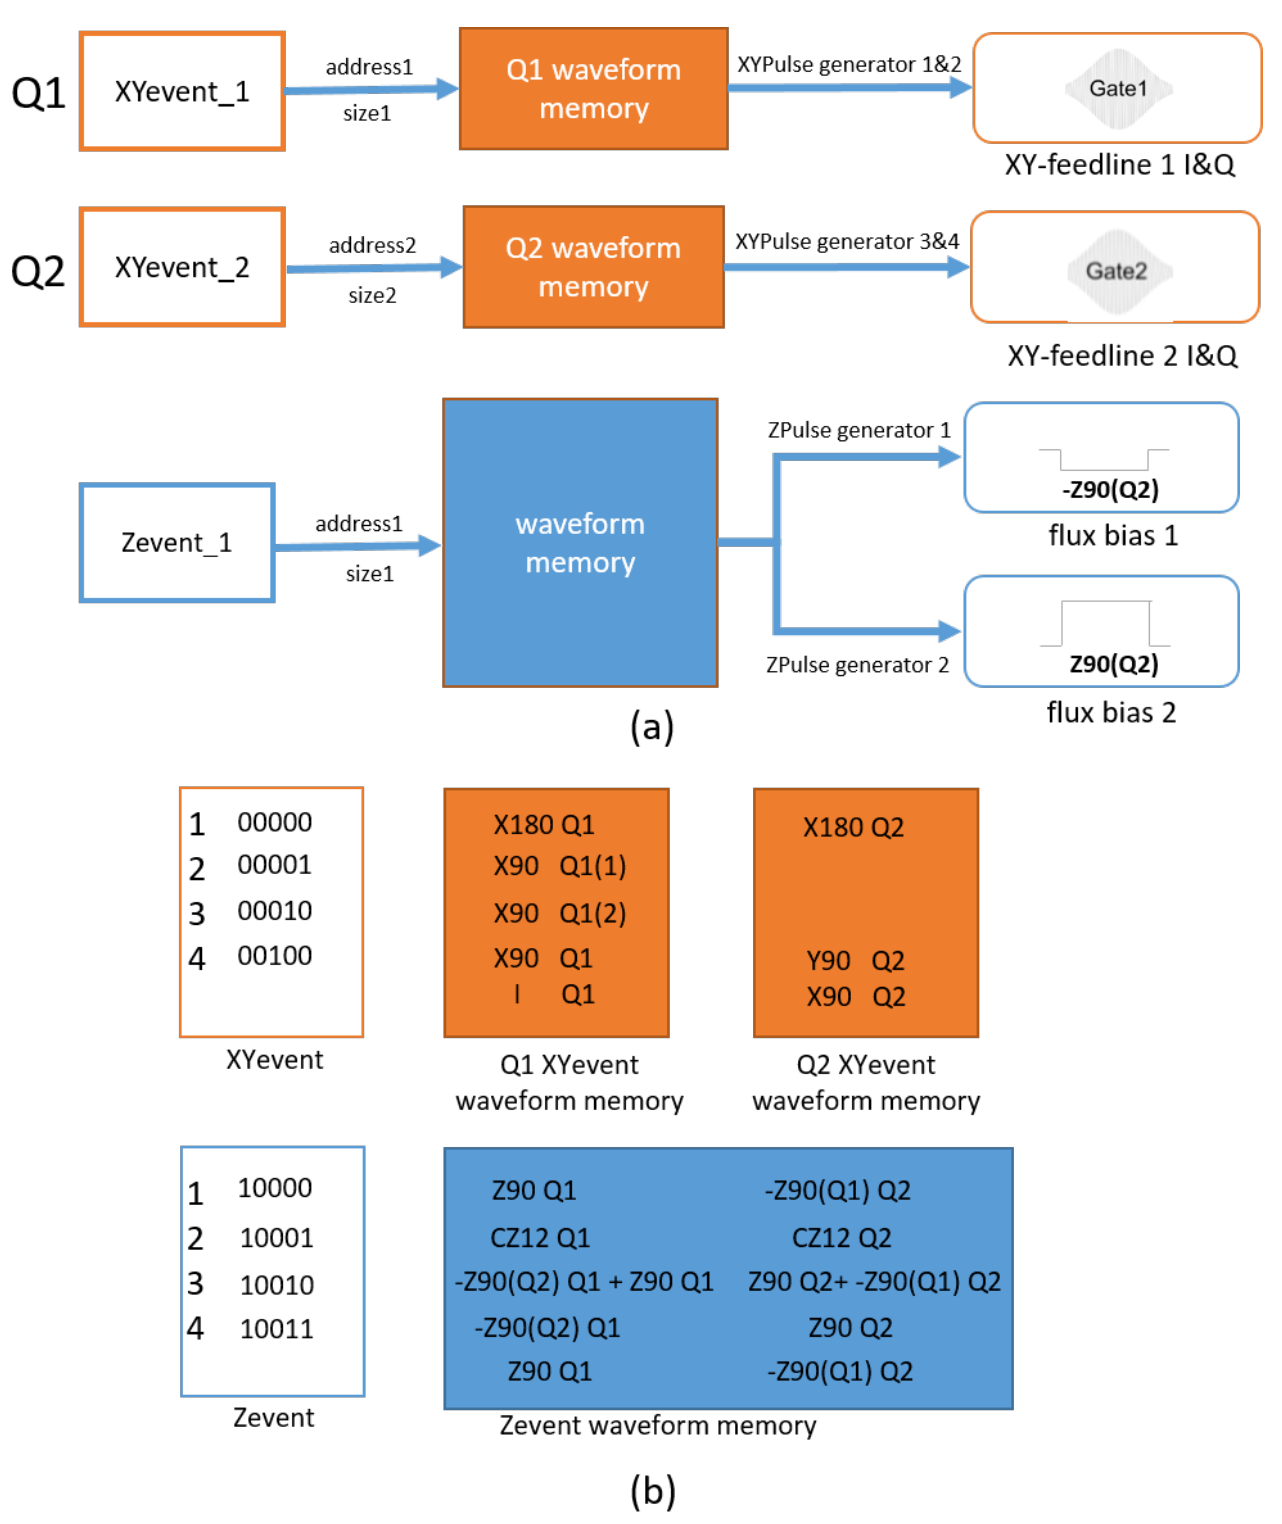 Q1
XYevent_1
address1
size1
Q1 waveform
memory
XYPulse generator 1&2
Gate1
XY-feedline 1 I&Q
Q2
XYevent_2
address2
size2
Q2 waveform
memory
XYPulse generator 3&4
Gate2
XY-feedline 2 I&Q
Zevent_1
address1
size1
waveform
memory
ZPulse generator 1
-Z90(Q2)
flux bias 1
ZPulse generator 2
Z90(Q2)
flux bias 2
(a)
1 00000
2 00001
3 00010
4 00100
XYevent
X180 Q1
X90 Q1(1)
X90 Q1(2)
X90 Q1
I Q1
Q1 XYevent
waveform memory
X180 Q2
Y90 Q2
X90 Q2
Q2 XYevent
waveform memory
1 10000
2 10001
3 10010
4 10011
Zevent
Z90 Q1 -Z90(Q1) Q2
CZ12 Q1 CZ12 Q2
-Z90(Q2) Q1 + Z90 Q1 Z90 Q2+ -Z90(Q1) Q2
-Z90(Q2) Q1 Z90 Q2
Z90 Q1 -Z90(Q1) Q2
Zevent waveform memory
(b)